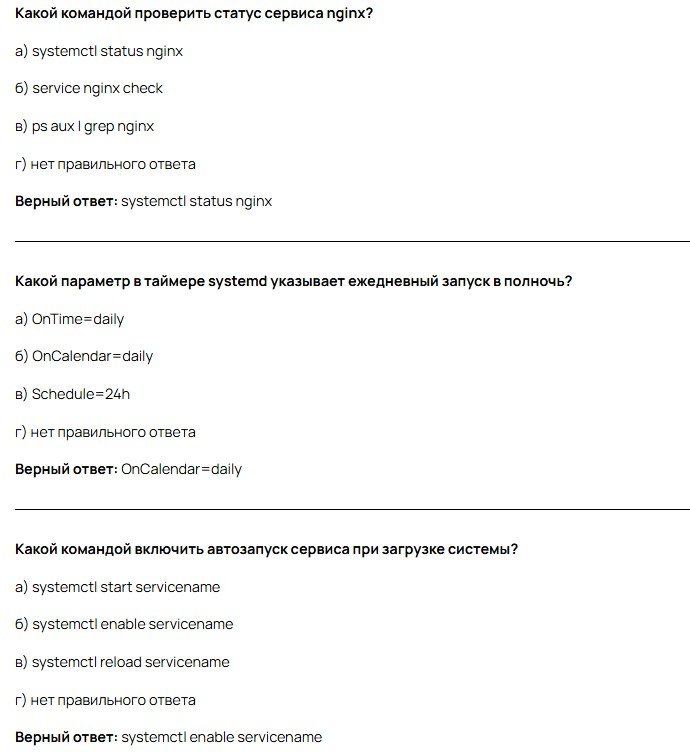 Какой командой проверить статус сервиса nginx?
а) systemctl status nginx
б) service nginx check
в) ps aux | grep nginx
г) нет правильного ответа
Верный ответ: systemctl status nginx
Какой параметр в таймере systemd указывает ежедневный запуск в полночь?
а) OnTime=daily
б) OnCalendar=daily
в) Schedule=24h
г) нет правильного ответа
Верный ответ: OnCalendar=daily
Какой командой включить автозапуск сервиса при загрузке системы?
а) systemctl start servicename
б) systemctl enable servicename
в) systemctl reload servicename
г) нет правильного ответа
Верный ответ: systemctl enable servicename